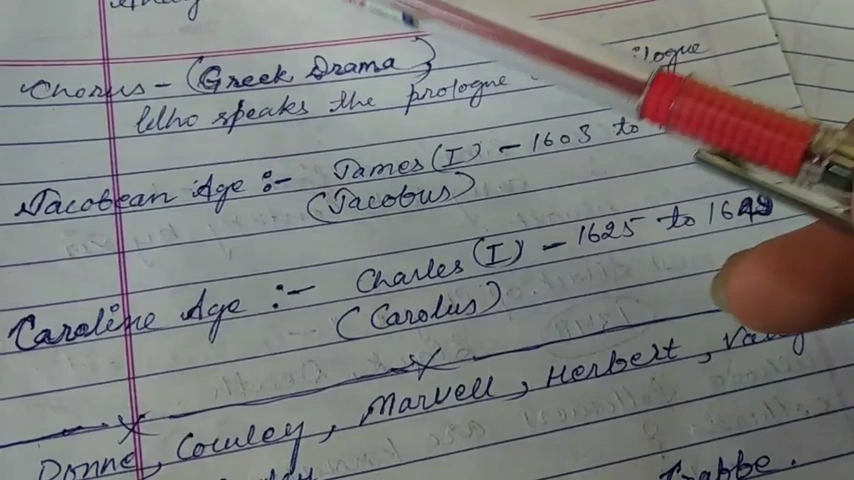 Chorus - (Greek Drama)
Who speaks the prologue
Jacobean Age :- James (I) - 1603 to
(Jacobus)
Caroline Age :- Charles (I) - 1625 to 1649
(Carolus)
Donne, Cowley, Marvell, Herbert,